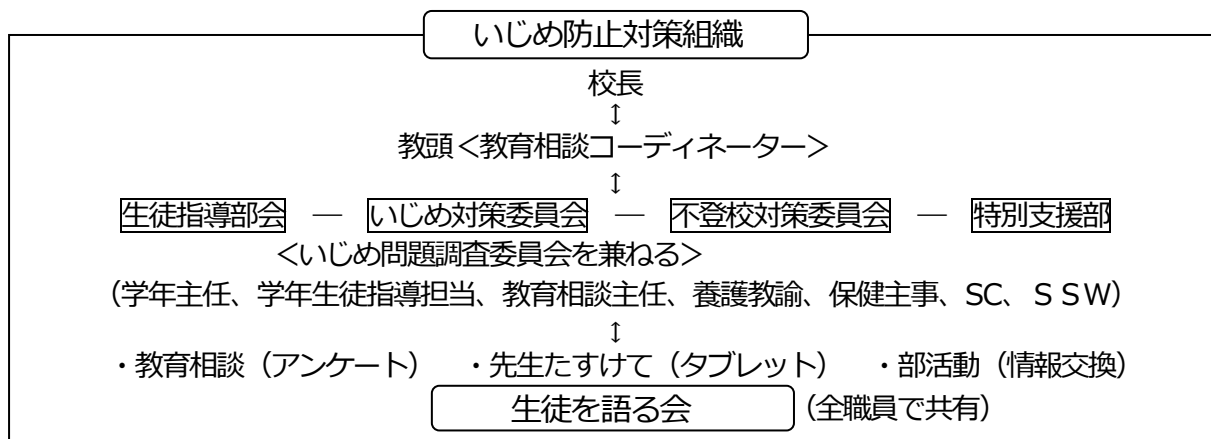 いじめ防止対策組織
校長
↕
教頭＜教育相談コーディネーター＞
↕
生徒指導部会 ― いじめ対策委員会 ― 不登校対策委員会 ― 特別支援部
＜いじめ問題調査委員会を兼ねる＞
（学年主任、学年生徒指導担当、教育相談主任、養護教諭、保健主事、SC、ＳＳＷ）
↕
・教育相談（アンケート） ・先生たすけて（タブレット） ・部活動（情報交換）
生徒を語る会 （全職員で共有）